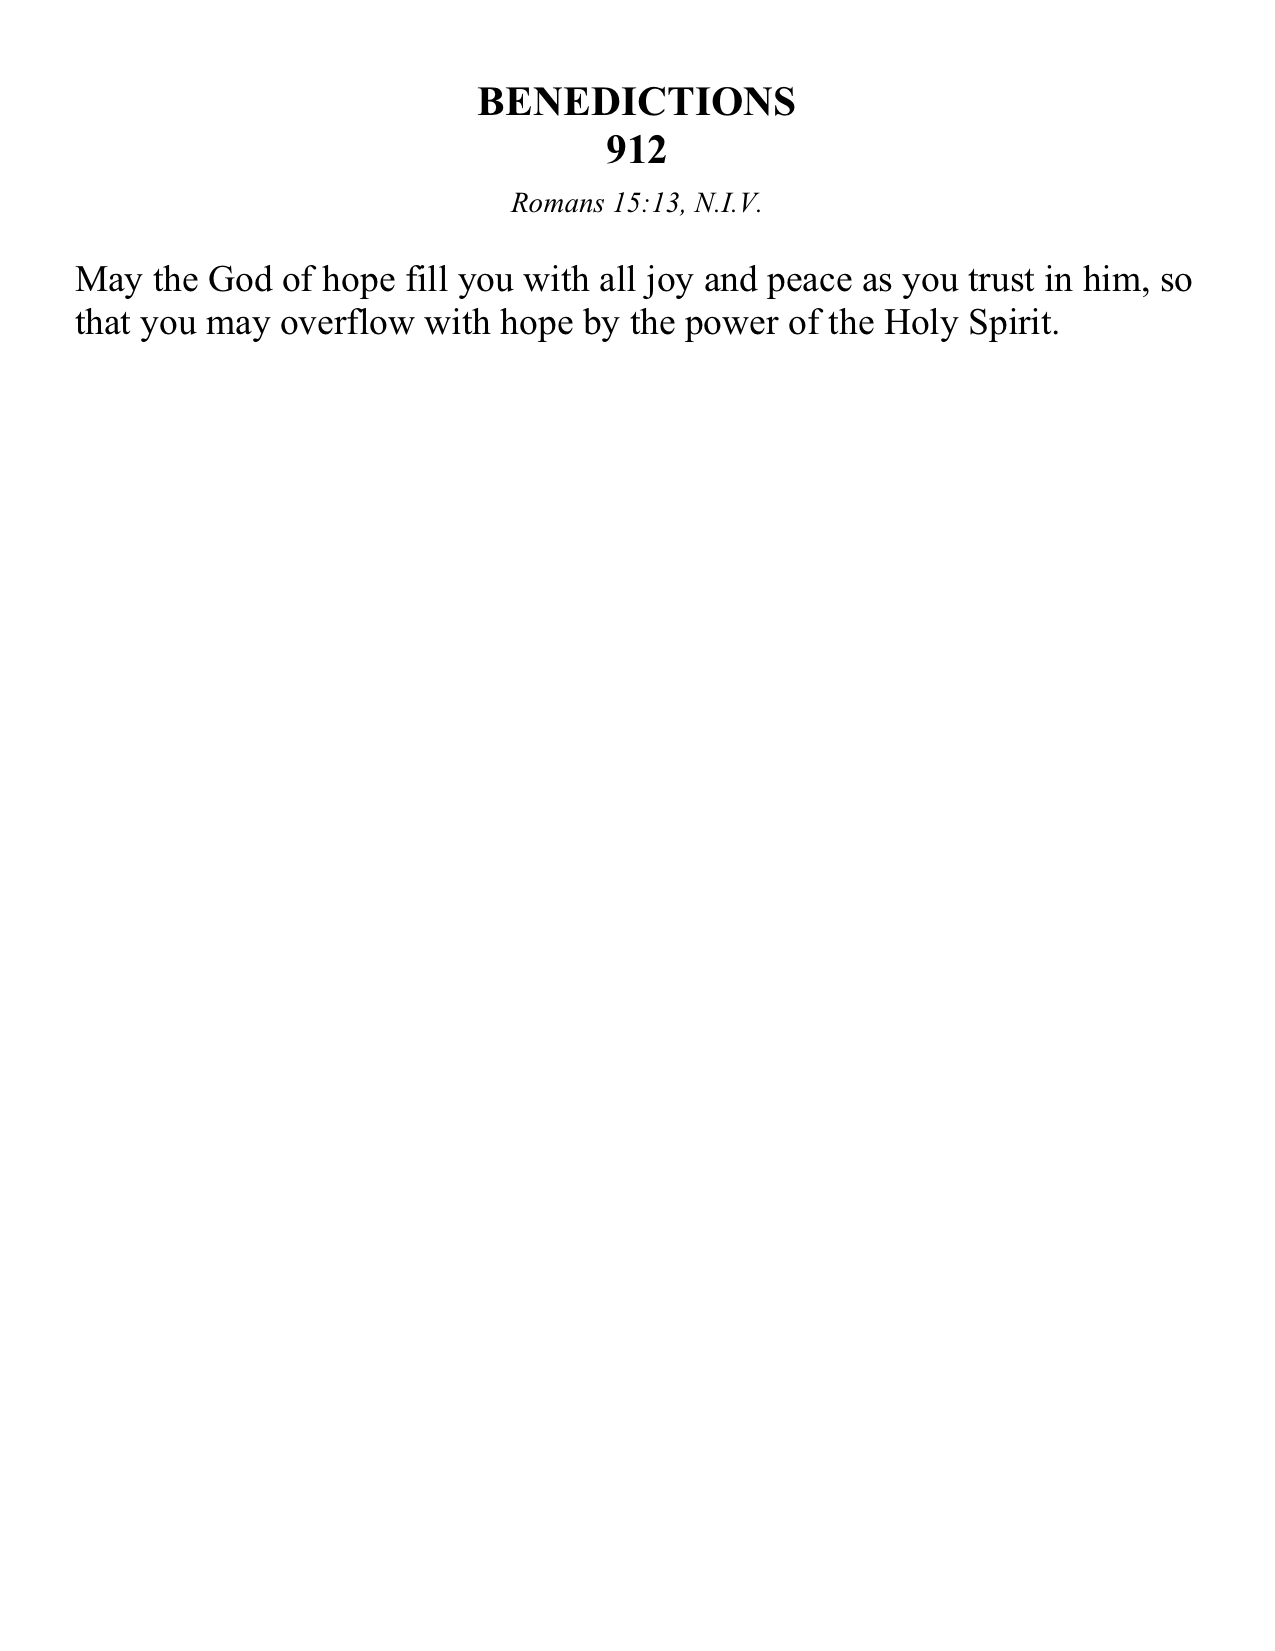 BENEDICTIONS
912
Romans 15:13, N.I.V.
May the God of hope fill you with all joy and peace as you trust in him, so
that you may overflow with hope by the power of the Holy Spirit.